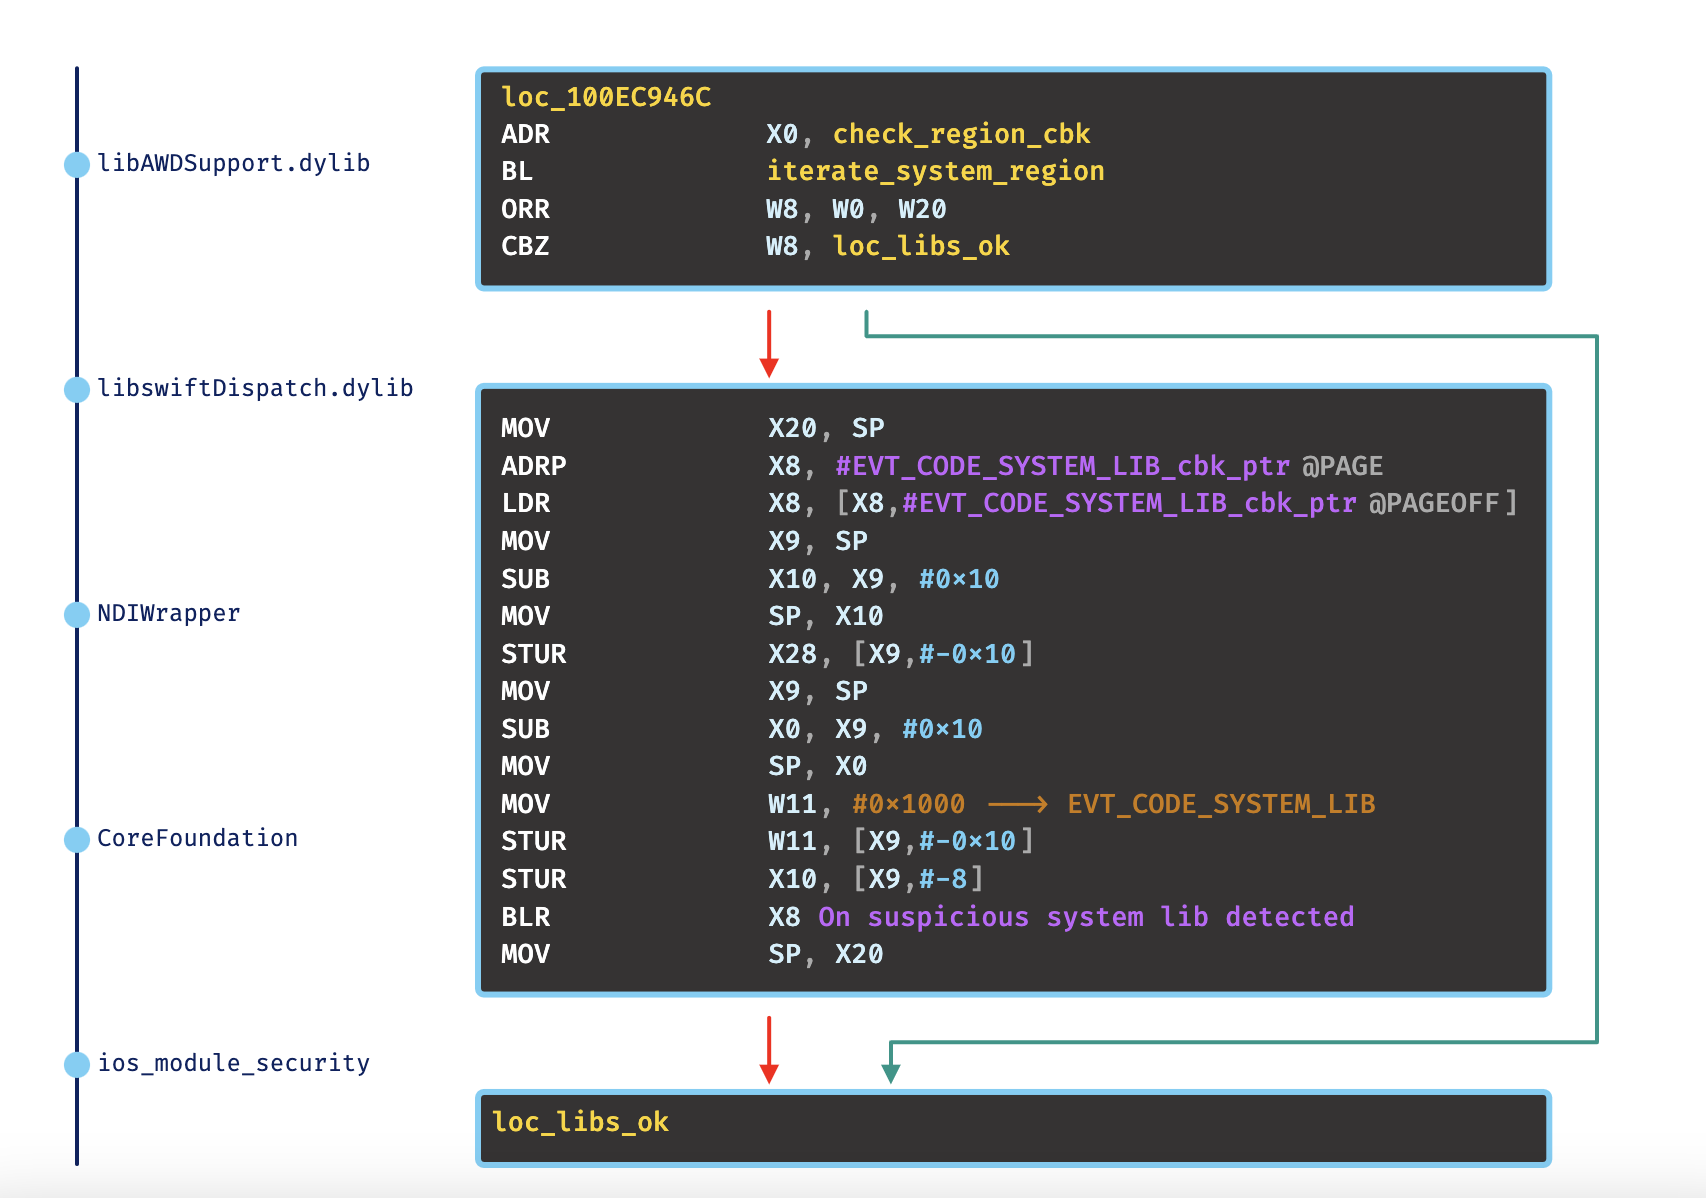 libAWDSupport.dylib
libswiftDispatch.dylib
NDIWrapper
CoreFoundation
ios_module_security
loc_100EC946C
ADR X0, check_region_cbk
BL iterate_system_region
ORR W8, W0, W20
CBZ W8, loc_libs_ok
MOV X20, SP
ADRP X8, #EVT_CODE_SYSTEM_LIB_cbk_ptr @PAGE
LDR X8, [X8,#EVT_CODE_SYSTEM_LIB_cbk_ptr @PAGEOFF]
MOV X9, SP
SUB X10, X9, #0×10
MOV SP, X10
STUR X28, [X9,#-0×10]
MOV X9, SP
SUB X0, X9, #0×10
MOV SP, X0
MOV W11, #0×1000 ⟶ EVT_CODE_SYSTEM_LIB
STUR W11, [X9,#-0×10]
STUR X10, [X9,#-8]
BLR X8 On suspicious system lib detected
MOV SP, X20
loc_libs_ok